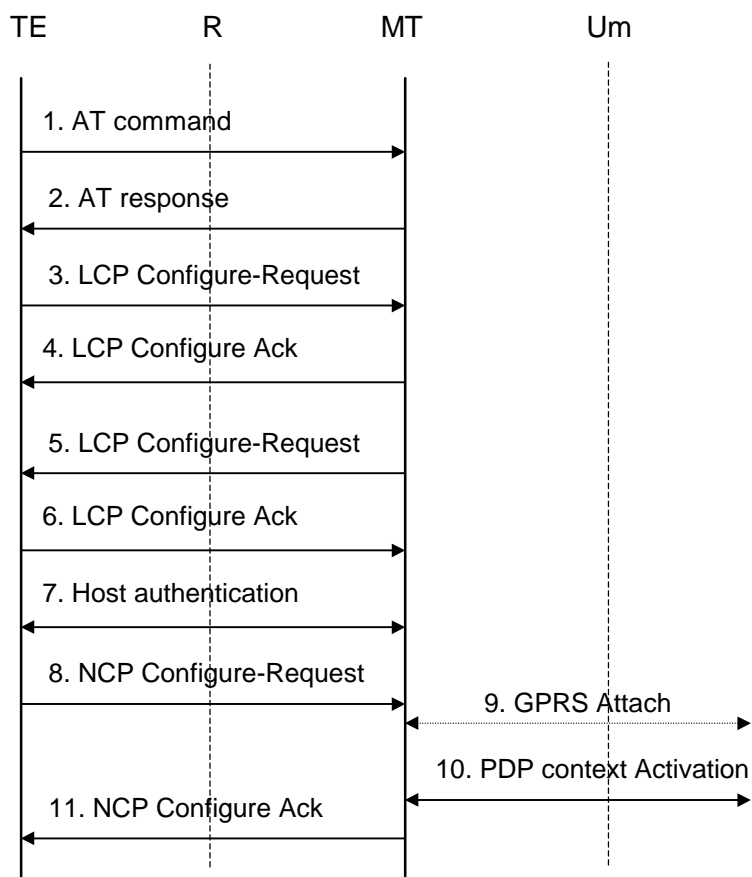 TE R MT Um
1. AT command
2. AT response
3. LCP Configure-Request
4. LCP Configure Ack
5. LCP Configure-Request
6. LCP Configure Ack
7. Host authentication
8. NCP Configure-Request
9. GPRS Attach
10. PDP context Activation
11. NCP Configure Ack